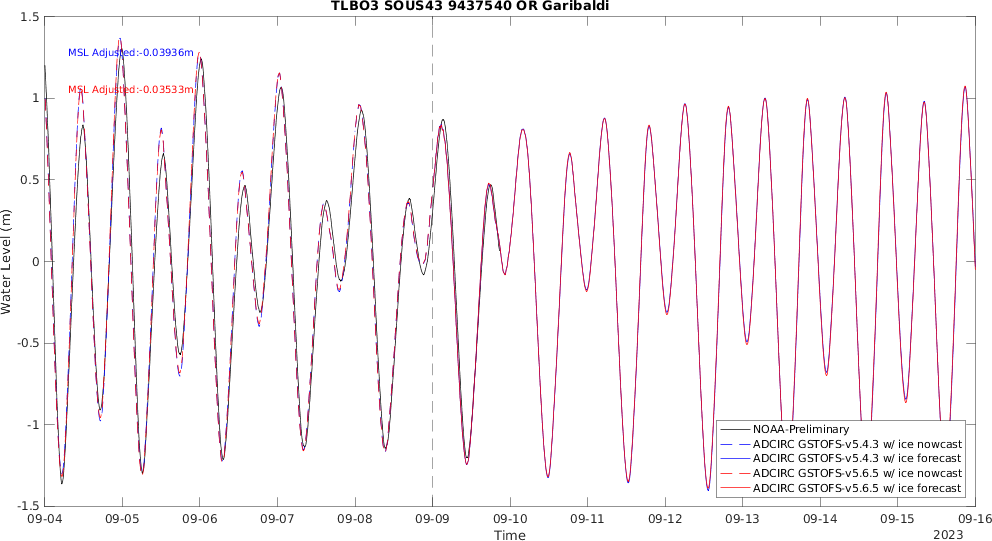 TLBO3 SOUS43 9437540 OR Garibaldi
1.5
MSL Adjusted:-0.03936m
MSL Adjusted:-0.03533m
1
0.5
0
-0.5
-1
-1.5
Water Level (m)
NOAA-Preliminary
ADCIRC GSTOFS-v5.4.3 w/ ice nowcast
ADCIRC GSTOFS-v5.4.3 w/ ice forecast
ADCIRC GSTOFS-v5.6.5 w/ ice nowcast
ADCIRC GSTOFS-v5.6.5 w/ ice forecast
09-04 09-05 09-06 09-07 09-08 09-09 09-10 09-11 09-12 09-13 09-14 09-15 09-16
Time
2023